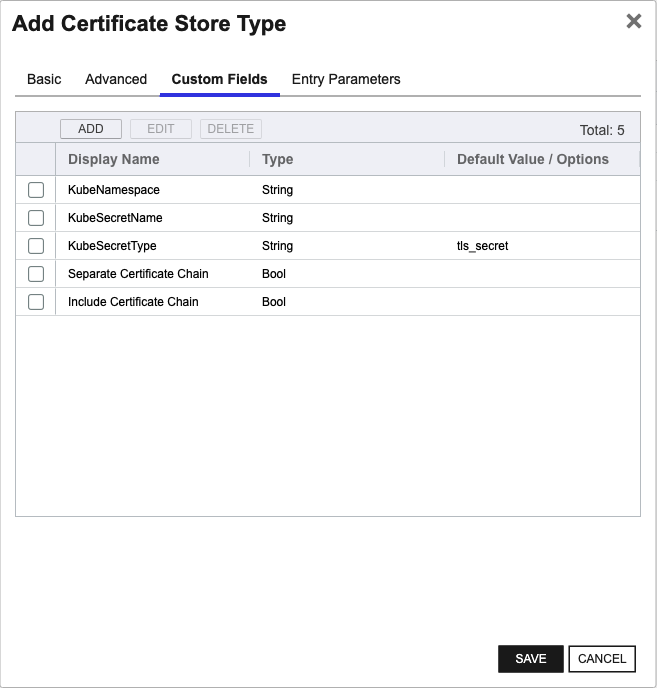 Add Certificate Store Type
Basic Advanced Custom Fields Entry Parameters
ADD EDIT DELETE Total: 5
Display Name Type Default Value / Options
KubeNamespace String
KubeSecretName String
KubeSecretType String tls_secret
Separate Certificate Chain Bool
Include Certificate Chain Bool
SAVE CANCEL